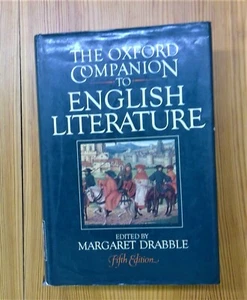 THE OXFORD
COMPANION
TO
ENGLISH
LITERATURE
EDITED BY
MARGARET DRABBLE
Fifth Edition